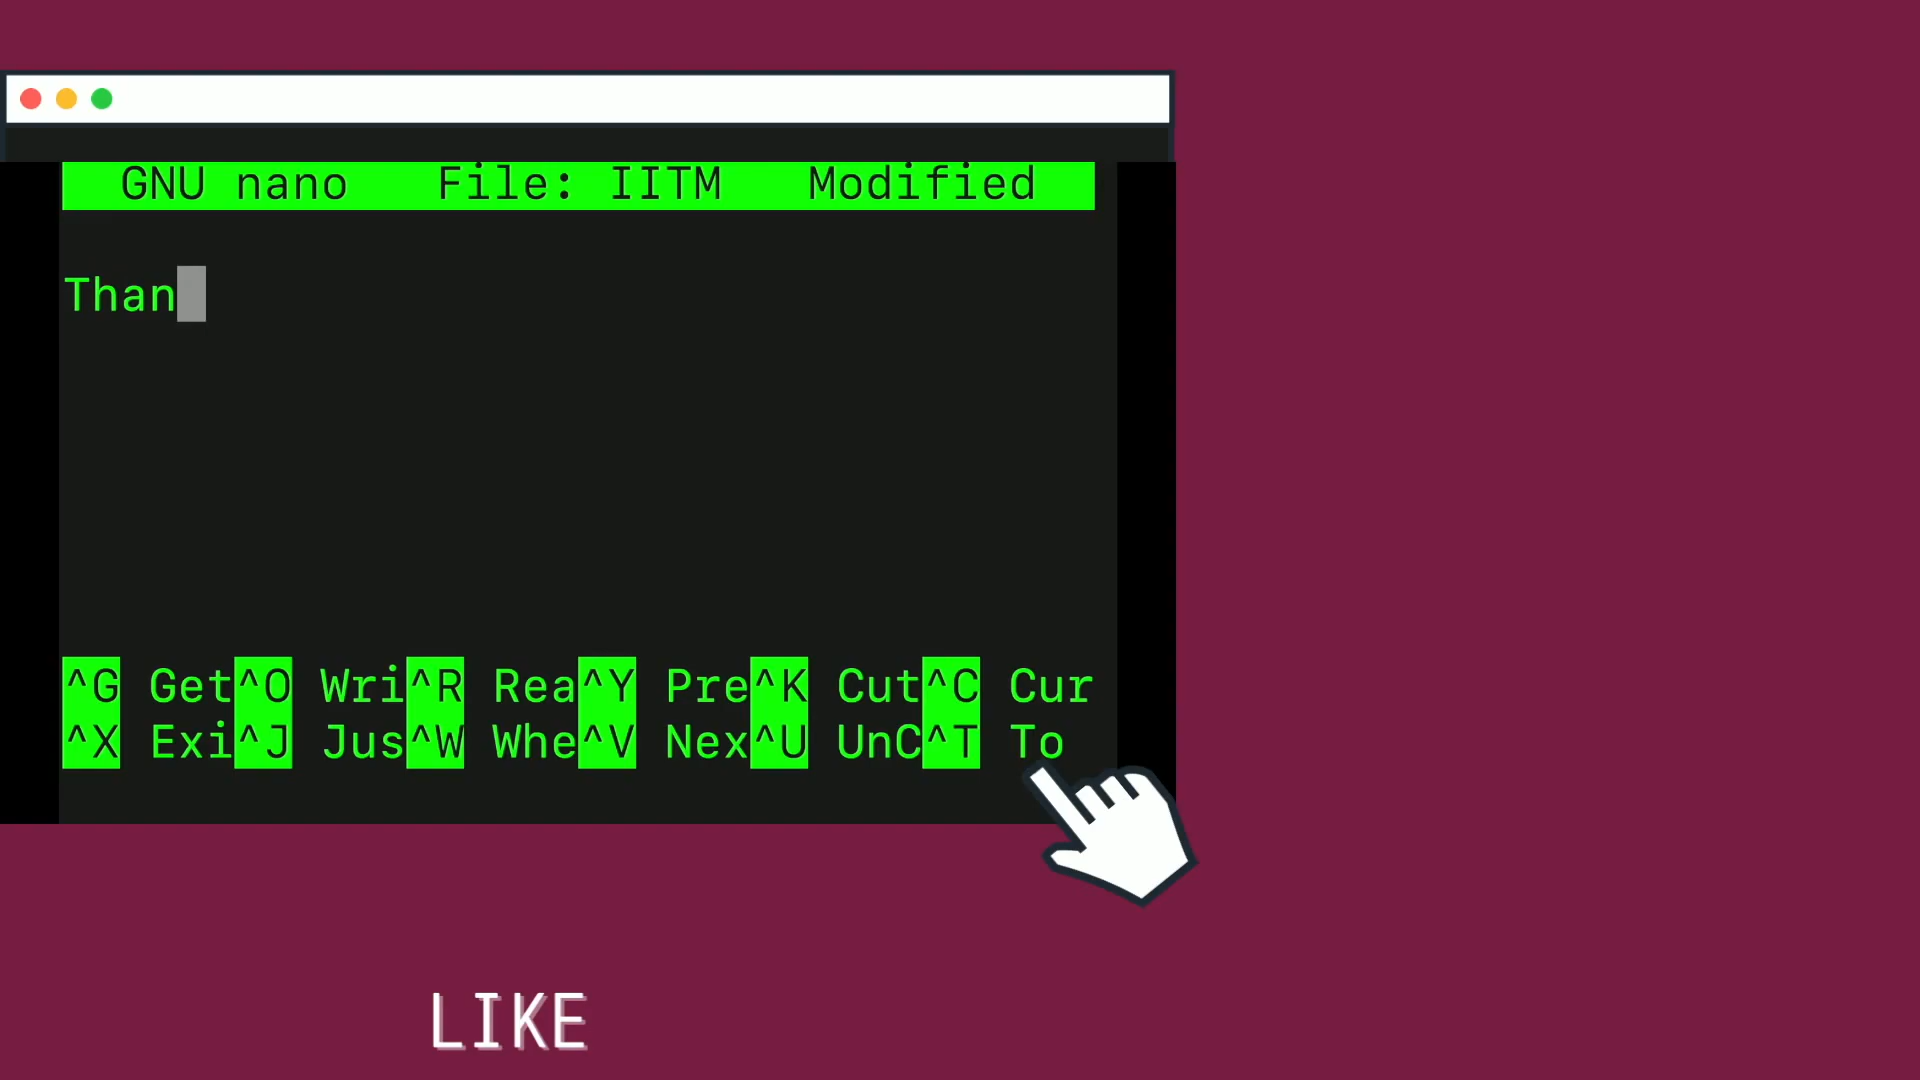 GNU nano File: IITM Modified
Than
^G Get^O Wri^R Rea^Y Pre^K Cut^C Cur
^X Exi^J Jus^W Whe^V Nex^U UnC^T To
LIKE